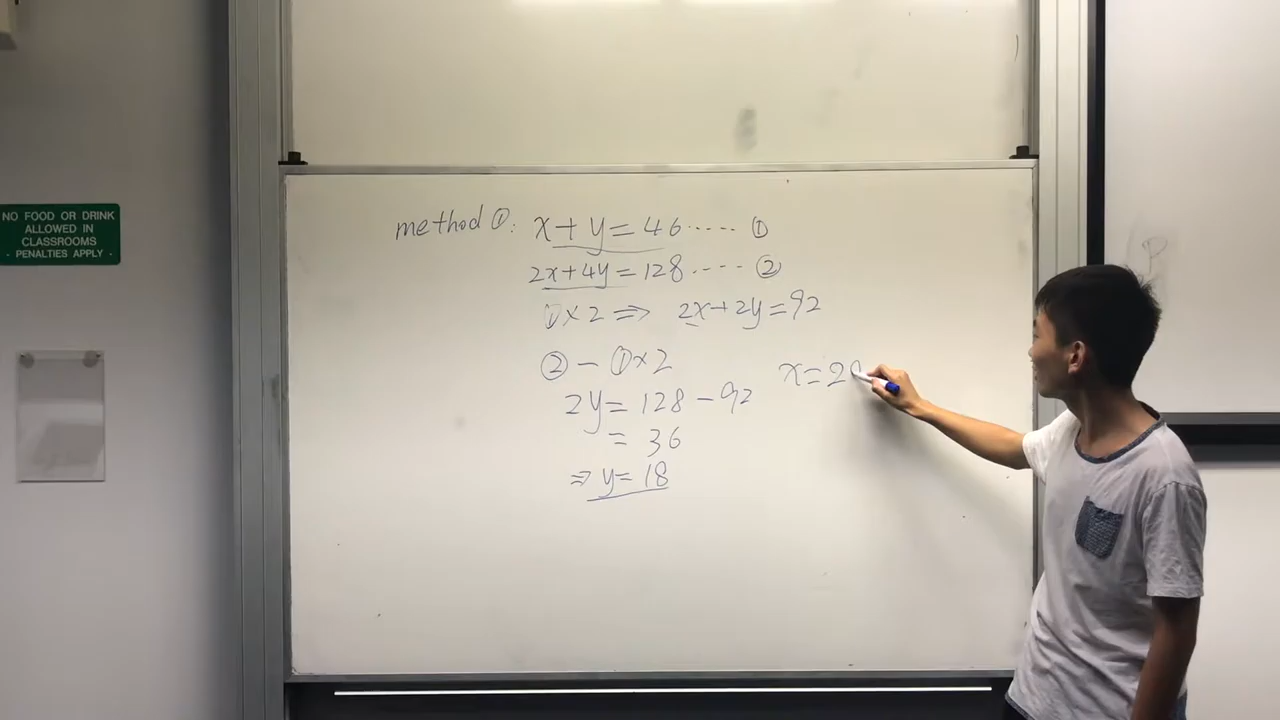 NO FOOD OR DRINK
ALLOWED IN
CLASSROOMS
- PENALTIES APPLY -
method ①: x + y = 46 ..... ①
2x + 4y = 128 .... ②
① × 2 ⇒ 2x + 2y = 92
② - ① × 2
2y = 128 - 92
= 36
⇒ y = 18
x = 2